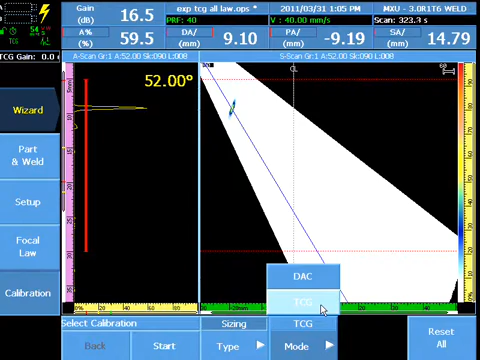 Gain
(dB)
16.5
exp tcg all law.ops *
2011/03/31 1:05 PM
MXU - 3.0R1T6 WELD
PRF: 40
V: 40.00 mm/s
Scan: 323.3 s
A%
(%)
59.5
DA/
(mm)
9.10
PA/
(mm)
-9.19
SA/
(mm)
14.79
TCG
TCG Gain: 0.0
A-Scan Gr:1 A:52.00 Sk:090 L:008
S-Scan Gr:1 A:52.00 Sk:090 L:008
52.00°
CL
Wizard
Part
& Weld
Setup
Focal
Law
Calibration
DAC
TCG
Select Calibration
Sizing
TCG
Back
Start
Type
Mode
Reset
All